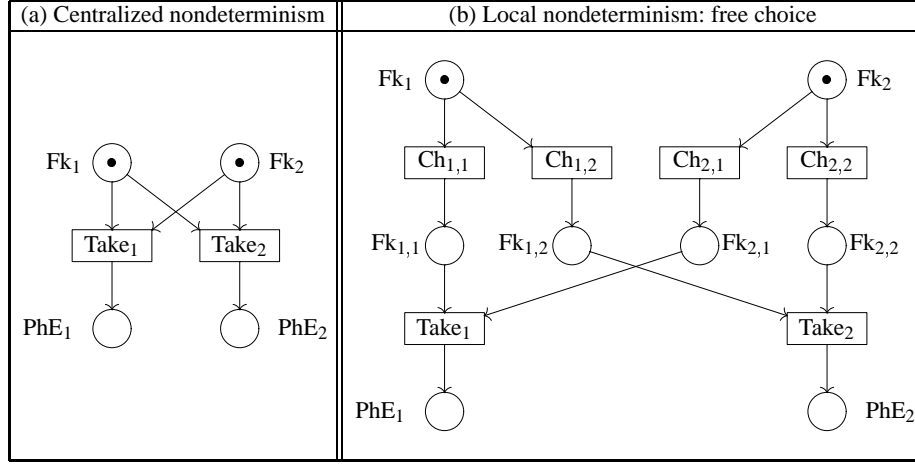 (a) Centralized nondeterminism
(b) Local nondeterminism: free choice
Fk1
Fk2
Fk1
Fk2
Ch1,1
Ch1,2
Ch2,1
Ch2,2
Take1
Take2
Fk1,1
Fk1,2
Fk2,1
Fk2,2
PhE1
PhE2
Take1
Take2
PhE1
PhE2